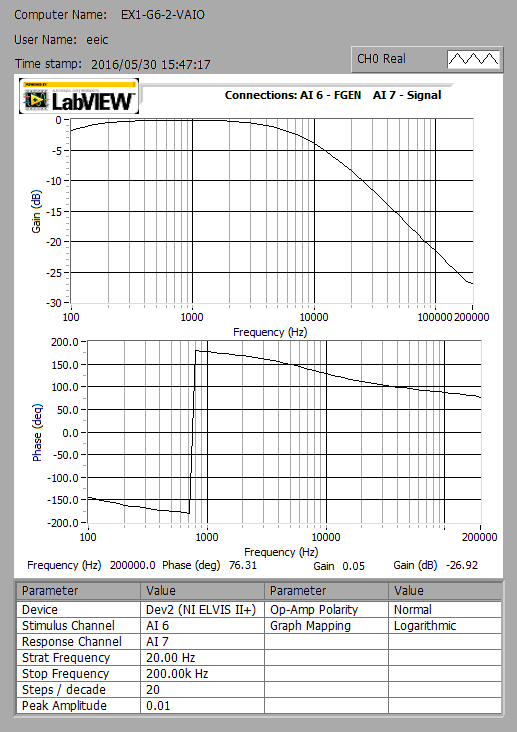 Computer Name: EX1-G6-2-VAIO
User Name: eeic
Time stamp: 2016/05/30 15:47:17
CH0 Real
LabVIEW
Connections: AI 6 - FGEN AI 7 - Signal
Gain (dB)
0
-5
-10
-15
-20
-25
-30
100 1000 10000 100000 200000
Frequency (Hz)
Phase (deg)
200.0
150.0
100.0
50.0
0.0
-50.0
-100.0
-150.0
-200.0
100 1000 10000 200000
Frequency (Hz)
Frequency (Hz) 200000.0 Phase (deg) 76.31 Gain 0.05 Gain (dB) -26.92
Parameter Value Parameter Value
Device Dev2 (NI ELVIS II+) Op-Amp Polarity Normal
Stimulus Channel AI 6 Graph Mapping Logarithmic
Response Channel AI 7
Strat Frequency 20.00 Hz
Stop Frequency 200.00k Hz
Steps / decade 20
Peak Amplitude 0.01